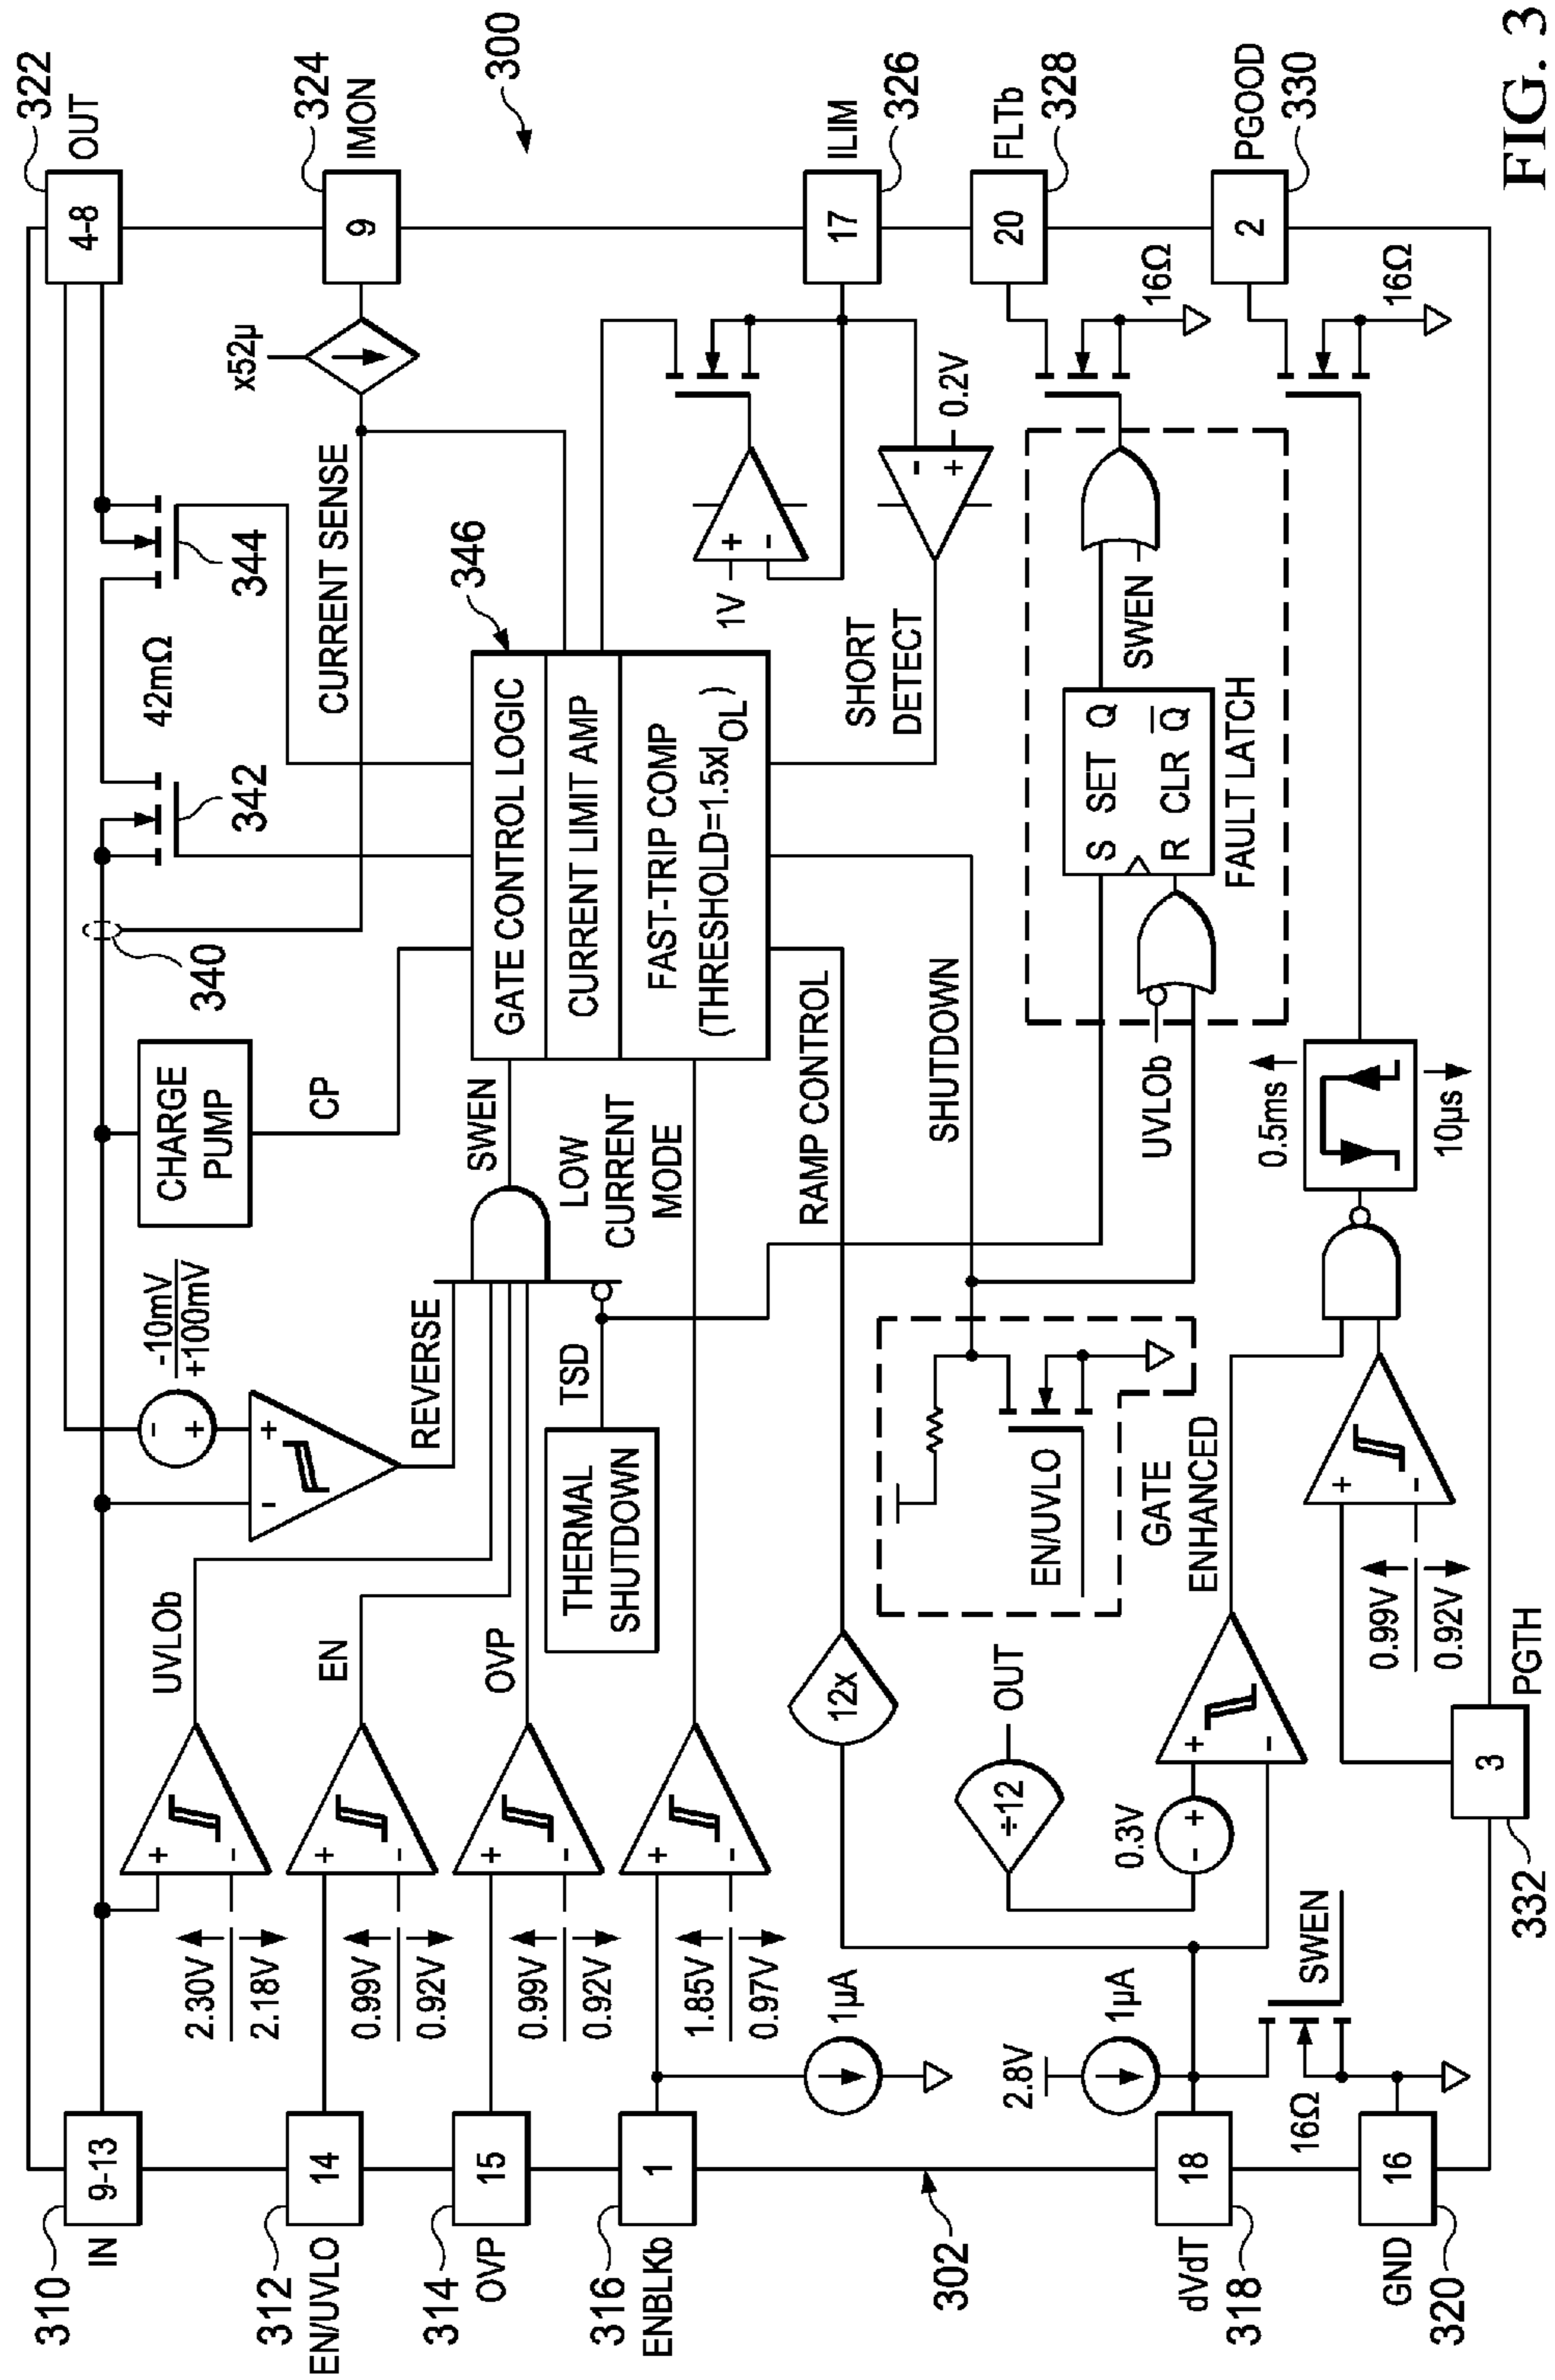 310
IN
9-13
312
EN/UVLO
14
314
OVP
15
316
ENBLKb
1
302
318
dVdT
18
320
GND
16
2.30V
2.18V
+
-
UVLOb
0.99V
0.92V
+
-
EN
0.99V
0.92V
+
-
OVP
1.85V
0.97V
+
-
1µA
2.8V
1µA
16Ω
SWEN
332
3
PGTH
0.3V
-
+
÷12
OUT
12x
+
-
GATE
ENHANCED
EN/UVLO
0.99V
0.92V
+
-
-10mV
+100mV
-
+
-
+
REVERSE
THERMAL
SHUTDOWN
TSD
CHARGE
PUMP
CP
SWEN
LOW
CURRENT
MODE
RAMP CONTROL
SHUTDOWN
UVLOb
0.5ms
10µs
340
342
42mΩ
344
CURRENT SENSE
346
GATE CONTROL LOGIC
CURRENT LIMIT AMP
FAST-TRIP COMP
(THRESHOLD=1.5xIOL)
SHORT
DETECT
1V
+
-
-
+
0.2V
S SET Q
R CLR Q̅
FAULT LATCH
SWEN
x52µ
16Ω
16Ω
322
OUT
4-8
324
IMON
9
300
ILIM
17
326
FLTb
20
328
PGOOD
2
330
FIG. 3